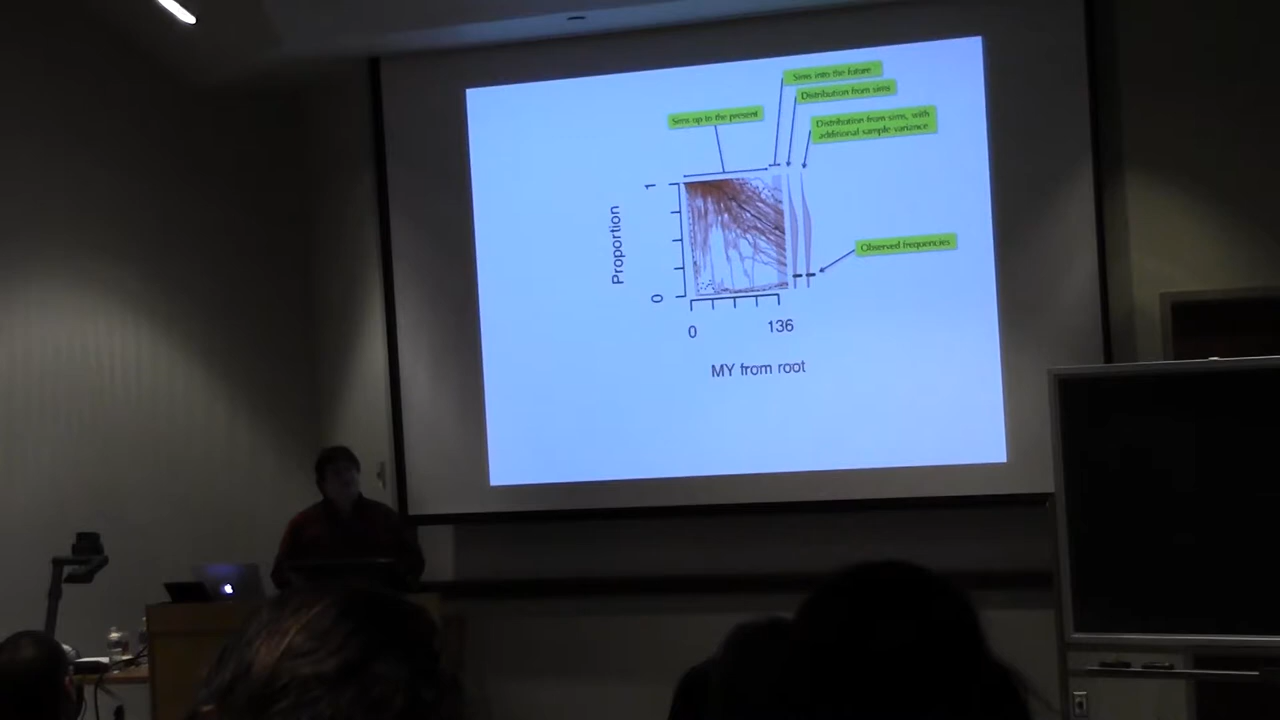 Sims into the future
Distribution from sims
Sims up to the present
Distribution from sims, with
additional sample variance
1
Proportion
Observed frequencies
0
0
136
MY from root